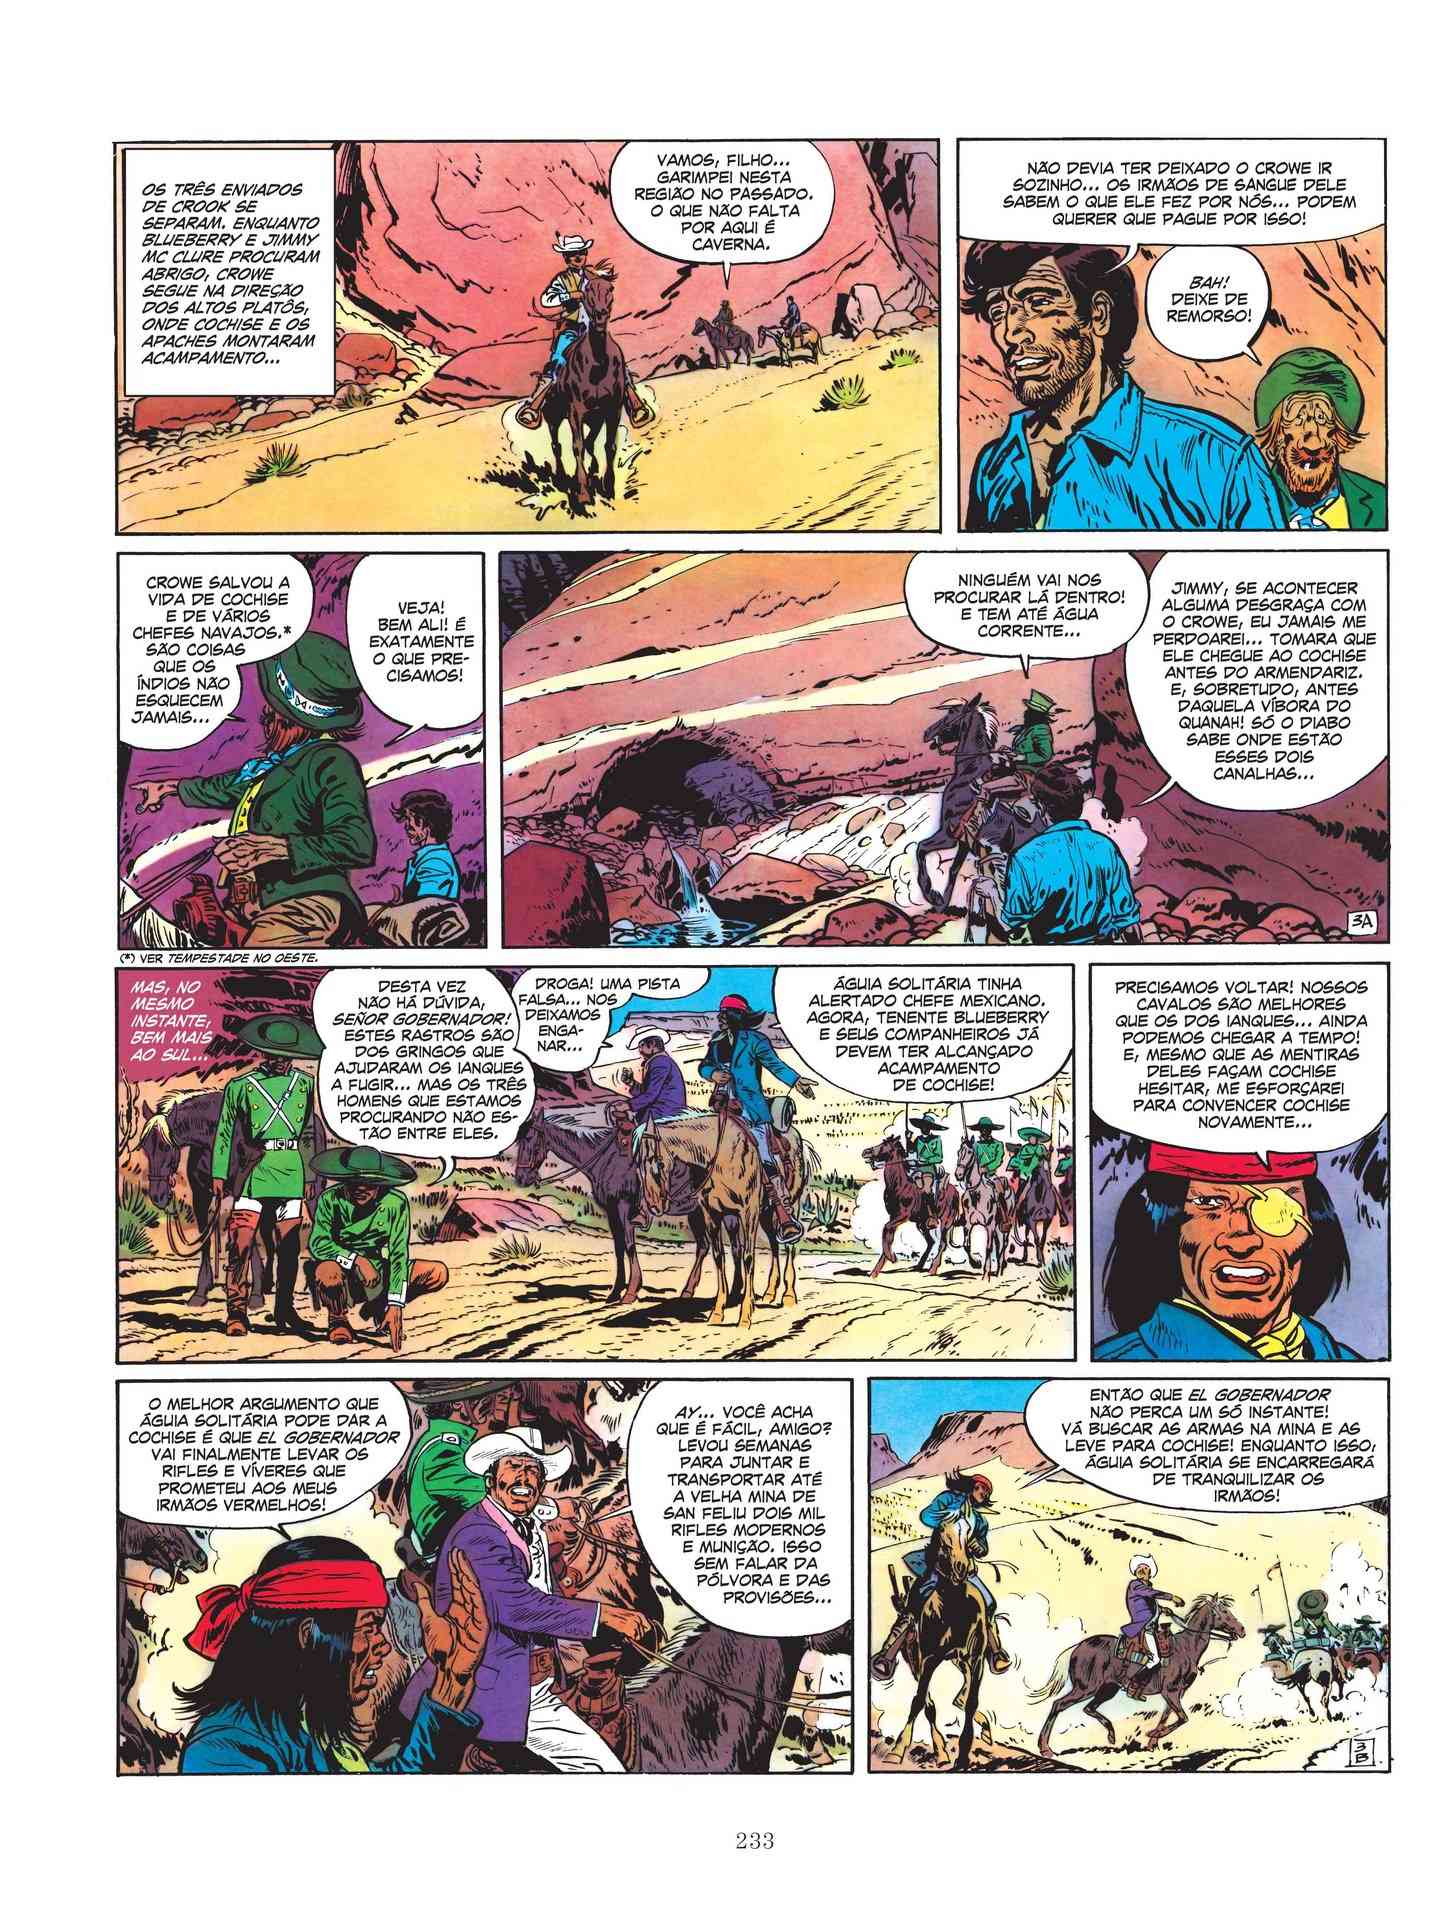 OS TRÊS ENVIADOS
DE CROOK SE
SEPARAM. ENQUANTO
BLUEBERRY E JIMMY
MC CLURE PROCURAM
ABRIGO, CROWE
SEGUE NA DIREÇÃO
DOS ALTOS PLATÔS,
ONDE COCHISE E OS
APACHES MONTARAM
ACAMPAMENTO...
VAMOS, FILHO...
GARIMPEI NESTA
REGIÃO NO PASSADO.
O QUE NÃO FALTA
POR AQUI É
CAVERNA.
NÃO DEVIA TER DEIXADO O CROWE IR
SOZINHO... OS IRMÃOS DE SANGUE DELE
SABEM O QUE ELE FEZ POR NÓS... PODEM
QUERER QUE PAGUE POR ISSO!
BAH!
DEIXE DE
REMORSO!
CROWE SALVOU A
VIDA DE COCHISE
E DE VÁRIOS
CHEFES NAVAJOS.*
SÃO COISAS
QUE OS
ÍNDIOS NÃO
ESQUECEM
JAMAIS...
VEJA!
BEM ALI! É
EXATAMENTE
O QUE PRE-
CISAMOS!
NINGUÉM VAI NOS
PROCURAR LÁ DENTRO!
E TEM ATÉ ÁGUA
CORRENTE...
JIMMY, SE ACONTECER
ALGUMA DESGRAÇA COM
O CROWE, EU JAMAIS ME
PERDOAREI... TOMARA QUE
ELE CHEGUE AO COCHISE
ANTES DO ARMENDARIZ.
E, SOBRETUDO, ANTES
DAQUELA VÍBORA DO
QUANAH! SÓ O DIABO
SABE ONDE ESTÃO
ESSES DOIS
CANALHAS...
3A
(*) VER TEMPESTADE NO OESTE.
MAS, NO
MESMO
INSTANTE,
BEM MAIS
AO SUL...
DESTA VEZ
NÃO HÁ DÚVIDA,
SEÑOR GOBERNADOR!
ESTES RASTROS SÃO
DOS GRINGOS QUE
AJUDARAM OS IANQUES
A FUGIR... MAS OS TRÊS
HOMENS QUE ESTAMOS
PROCURANDO NÃO ES-
TÃO ENTRE ELES.
DROGA! UMA PISTA
FALSA... NOS
DEIXAMOS
ENGA-
NAR...
ÁGUIA SOLITÁRIA TINHA
ALERTADO CHEFE MEXICANO.
AGORA, TENENTE BLUEBERRY
E SEUS COMPANHEIROS JÁ
DEVEM TER ALCANÇADO
ACAMPAMENTO
DE COCHISE!
PRECISAMOS VOLTAR! NOSSOS
CAVALOS SÃO MELHORES
QUE OS DOS IANQUES... AINDA
PODEMOS CHEGAR A TEMPO!
E, MESMO QUE AS MENTIRAS
DELES FAÇAM COCHISE
HESITAR, ME ESFORÇAREI
PARA CONVENCER COCHISE
NOVAMENTE...
O MELHOR ARGUMENTO QUE
ÁGUIA SOLITÁRIA PODE DAR A
COCHISE É QUE EL GOBERNADOR
VAI FINALMENTE LEVAR OS
RIFLES E VÍVERES QUE
PROMETEU AOS MEUS
IRMÃOS VERMELHOS!
AY... VOCÊ ACHA
QUE É FÁCIL, AMIGO?
LEVOU SEMANAS
PARA JUNTAR E
TRANSPORTAR ATÉ
A VELHA MINA DE
SAN FELIU DOIS MIL
RIFLES MODERNOS
E MUNIÇÃO. ISSO
SEM FALAR DA
PÓLVORA E DAS
PROVISÕES...
ENTÃO QUE EL GOBERNADOR
NÃO PERCA UM SÓ INSTANTE!
VÁ BUSCAR AS ARMAS NA MINA E AS
LEVE PARA COCHISE! ENQUANTO ISSO,
ÁGUIA SOLITÁRIA SE ENCARREGARÁ
DE TRANQUILIZAR OS
IRMÃOS!
3
B
233